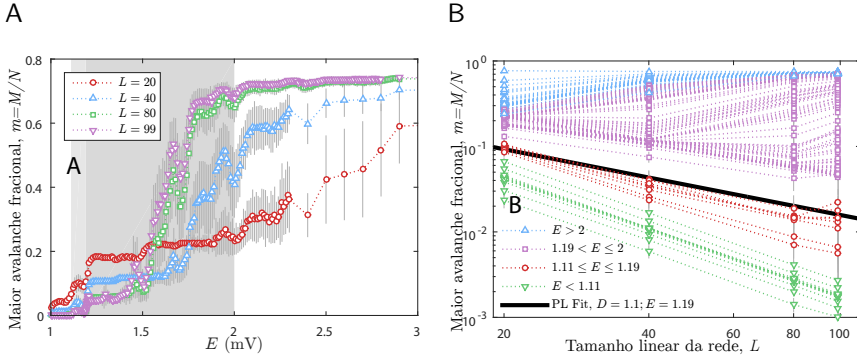 A
B
Maior avalanche fracional, m=M/N
0.8
0.6
0.4
0.2
0
1
1.5
2
2.5
3
E (mV)
L = 20
L = 40
L = 80
L = 99
A
Maior avalanche fracional, m=M/N
10^0
10^-1
10^-2
10^-3
20
40
60
80
100
Tamanho linear da rede, L
B
E > 2
1.19 < E ≤ 2
1.11 ≤ E ≤ 1.19
E < 1.11
PL Fit, D = 1.1; E = 1.19